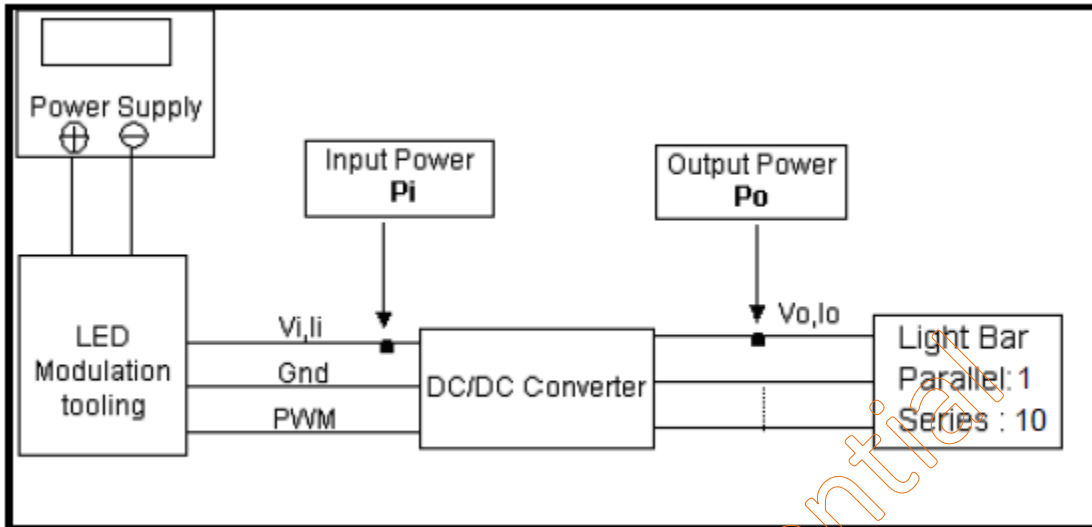 Power Supply
Input Power
Pi
Output Power
Po
LED
Modulation
tooling
Vi,Ii
Gnd
PWM
DC/DC Converter
Vo,Io
Light Bar
Parallel: 1
Series : 10